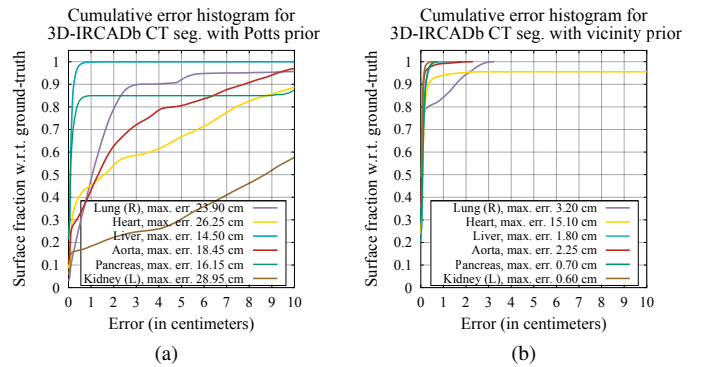 Cumulative error histogram for
3D-IRCADb CT seg. with Potts prior
Surface fraction w.r.t. ground-truth
1
0.9
0.8
0.7
0.6
0.5
0.4
0.3
0.2
0.1
0
Lung (R), max. err. 23.90 cm
Heart, max. err. 26.25 cm
Liver, max. err. 14.50 cm
Aorta, max. err. 18.45 cm
Pancreas, max. err. 16.15 cm
Kidney (L), max. err. 28.95 cm
0 1 2 3 4 5 6 7 8 9 10
Error (in centimeters)
(a)
Cumulative error histogram for
3D-IRCADb CT seg. with vicinity prior
Surface fraction w.r.t. ground-truth
1
0.9
0.8
0.7
0.6
0.5
0.4
0.3
0.2
0.1
0
Lung (R), max. err. 3.20 cm
Heart, max. err. 15.10 cm
Liver, max. err. 1.80 cm
Aorta, max. err. 2.25 cm
Pancreas, max. err. 0.70 cm
Kidney (L), max. err. 0.60 cm
0 1 2 3 4 5 6 7 8 9 10
Error (in centimeters)
(b)